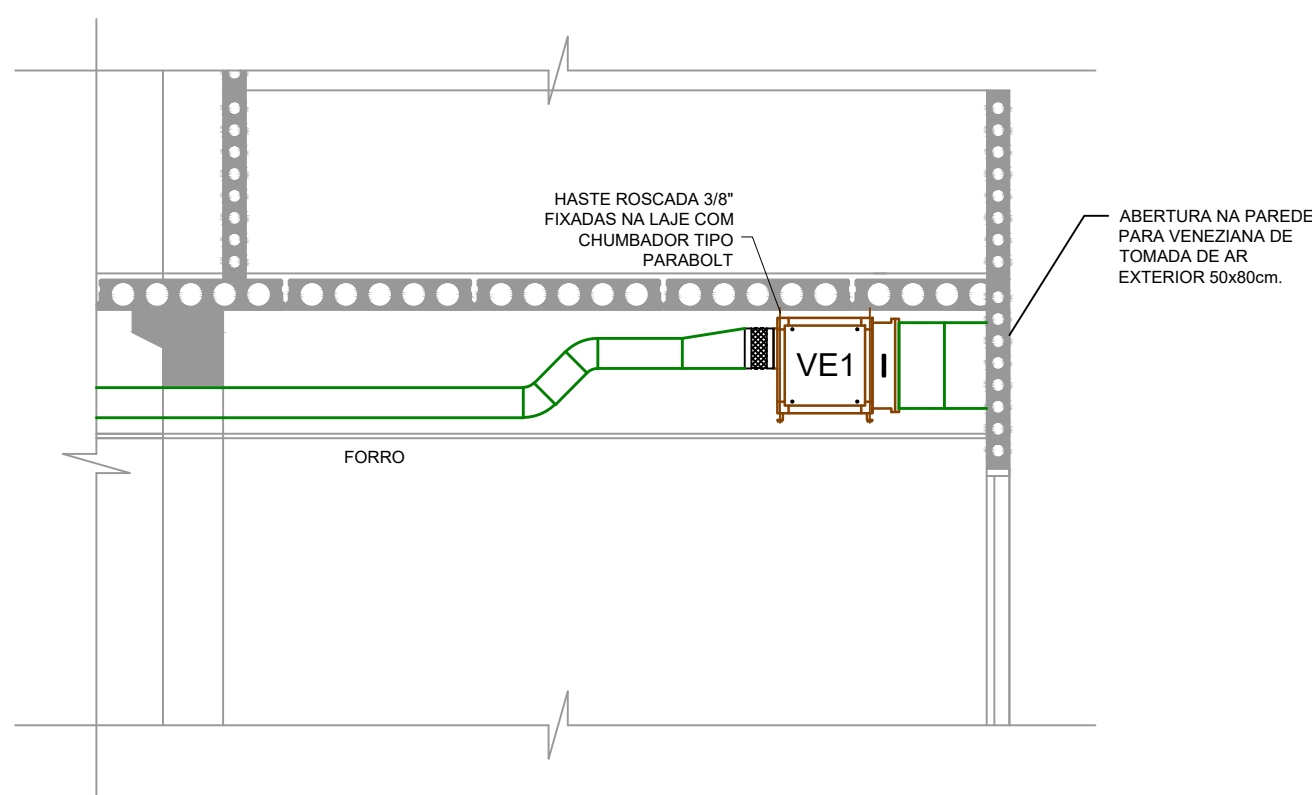 HASTE ROSCADA 3/8"
FIXADAS NA LAJE COM
CHUMBADOR TIPO
PARABOLT
ABERTURA NA PAREDE
PARA VENEZIANA DE
TOMADA DE AR
EXTERIOR 50x80cm.
VE1
FORRO